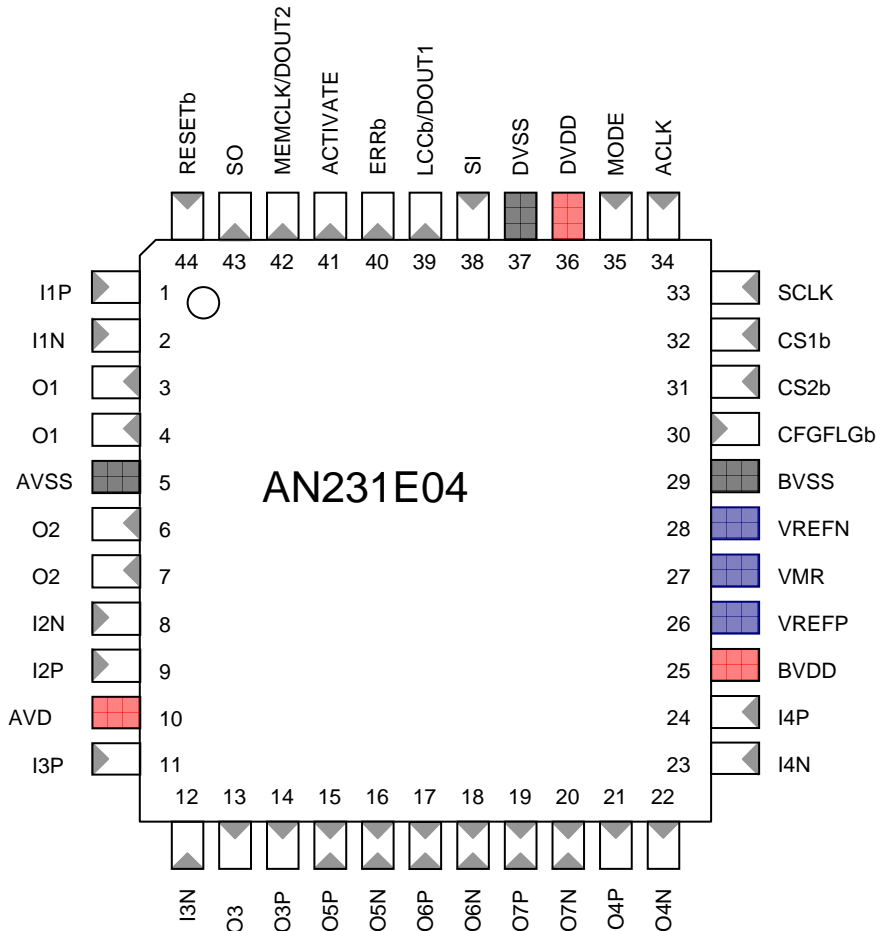 RESETb
SO
MEMCLK/DOUT2
ACTIVATE
ERRb
LCCb/DOUT1
SI
DVSS
DVDD
MODE
ACLK
44 43 42 41 40 39 38 37 36 35 34
I1P 1 33 SCLK
I1N 2 32 CS1b
O1 3 31 CS2b
O1 4 30 CFGFLGb
AVSS 5 AN231E04 29 BVSS
O2 6 28 VREFN
O2 7 27 VMR
I2N 8 26 VREFP
I2P 9 25 BVDD
AVD 10 24 I4P
I3P 11 23 I4N
12 13 14 15 16 17 18 19 20 21 22
I3N
O3
O3P
O5P
O5N
O6P
O6N
O7P
O7N
O4P
O4N